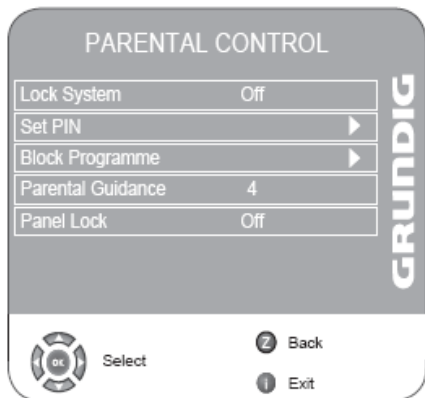 PARENTAL CONTROL
Lock System Off
Set PIN
Block Programme
Parental Guidance 4
Panel Lock Off
GRUNDIG
OK
Select
Z Back
i Exit